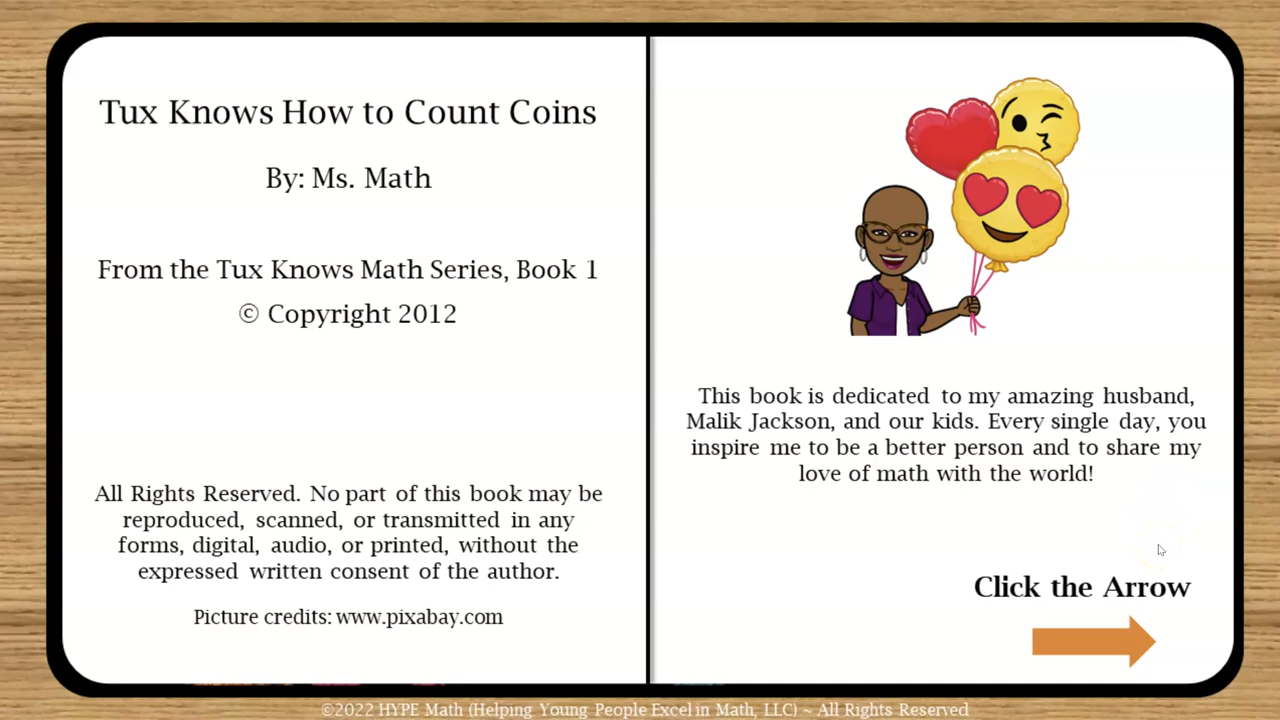 Tux Knows How to Count Coins
By: Ms. Math
From the Tux Knows Math Series, Book 1
© Copyright 2012
All Rights Reserved. No part of this book may be
reproduced, scanned, or transmitted in any
forms, digital, audio, or printed, without the
expressed written consent of the author.
Picture credits: www.pixabay.com
This book is dedicated to my amazing husband,
Malik Jackson, and our kids. Every single day, you
inspire me to be a better person and to share my
love of math with the world!
Click the Arrow
©2022 HYPE Math (Helping Young People Excel in Math, LLC) ~ All Rights Reserved